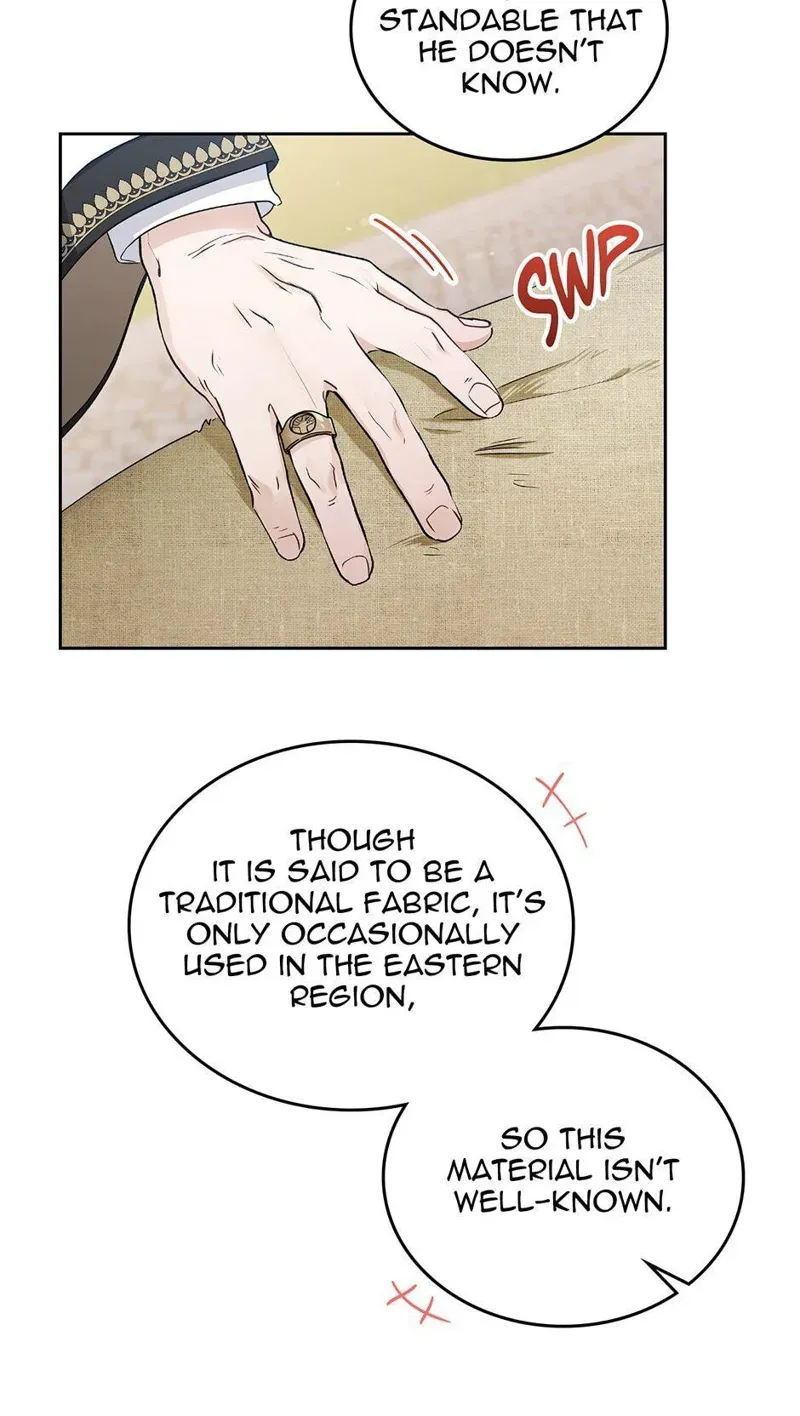 STANDABLE THAT
HE DOESN'T
KNOW.
SWP
THOUGH
IT IS SAID TO BE A
TRADITIONAL FABRIC, IT'S
ONLY OCCASIONALLY
USED IN THE EASTERN
REGION,
SO THIS
MATERIAL ISN'T
WELL-KNOWN.